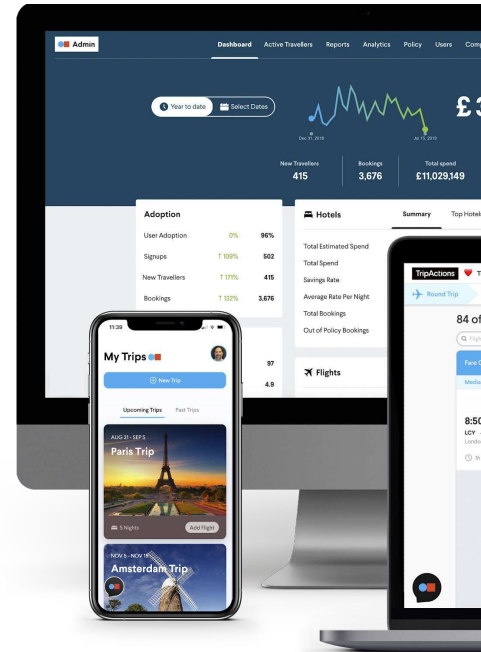 Admin
Dashboard Active Travellers Reports Analytics Policy Users
Year to date Select Dates
£
Dec 01, 2018 Jul 15, 2019
New Travellers Bookings Total spend
415 3,676 £11,029,149
Adoption
User Adoption 0% 96%
Signups ↑ 109% 502
New Travellers ↑ 171% 415
Bookings ↑ 132% 3,676
97
4.9
Hotels Summary Top Hotel
Total Estimated Spend
Total Spend
Savings Rate
Average Rate Per Night
Total Bookings
Out of Policy Bookings
Flights
TripActions ❤ T
Round Trip
84 of
Fare
Media
8:50
LCY
Londo
11:39
My Trips
New Trip
Upcoming Trips Past Trips
AUG 31 - SEP 5
Paris Trip
5 Nights Add Flight
NOV 5 - NOV
Amsterdam Trip